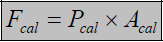 F_cal = P_cal × A_cal